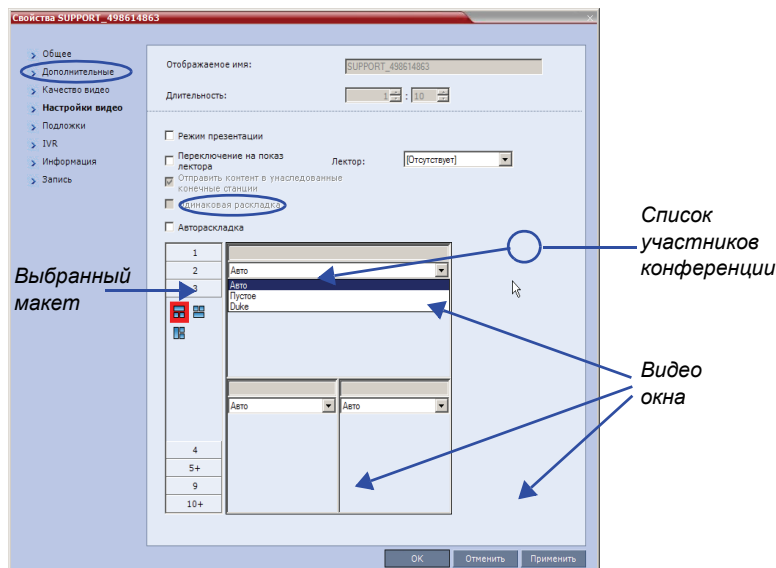 Свойства SUPPORT_498614863
Общее
Дополнительные
Качество видео
Настройки видео
Подложки
IVR
Информация
Запись
Отображаемо имя:
SUPPORT_498614863
Длительность:
1 : 10
Режим презентации
Переключение на показ
лектора
Лектор:
[Отсутствует]
Отправить контент в унаследованные
конечные станции
Одинаковая раскладка
Автораскладка
1
2
3
4
5+
9
10+
Авто
Авто
Пустое
Duke
Авто
Авто
OK
Отменить
Применить
Выбранный
макет
Список
участников
конференции
Видео
окна